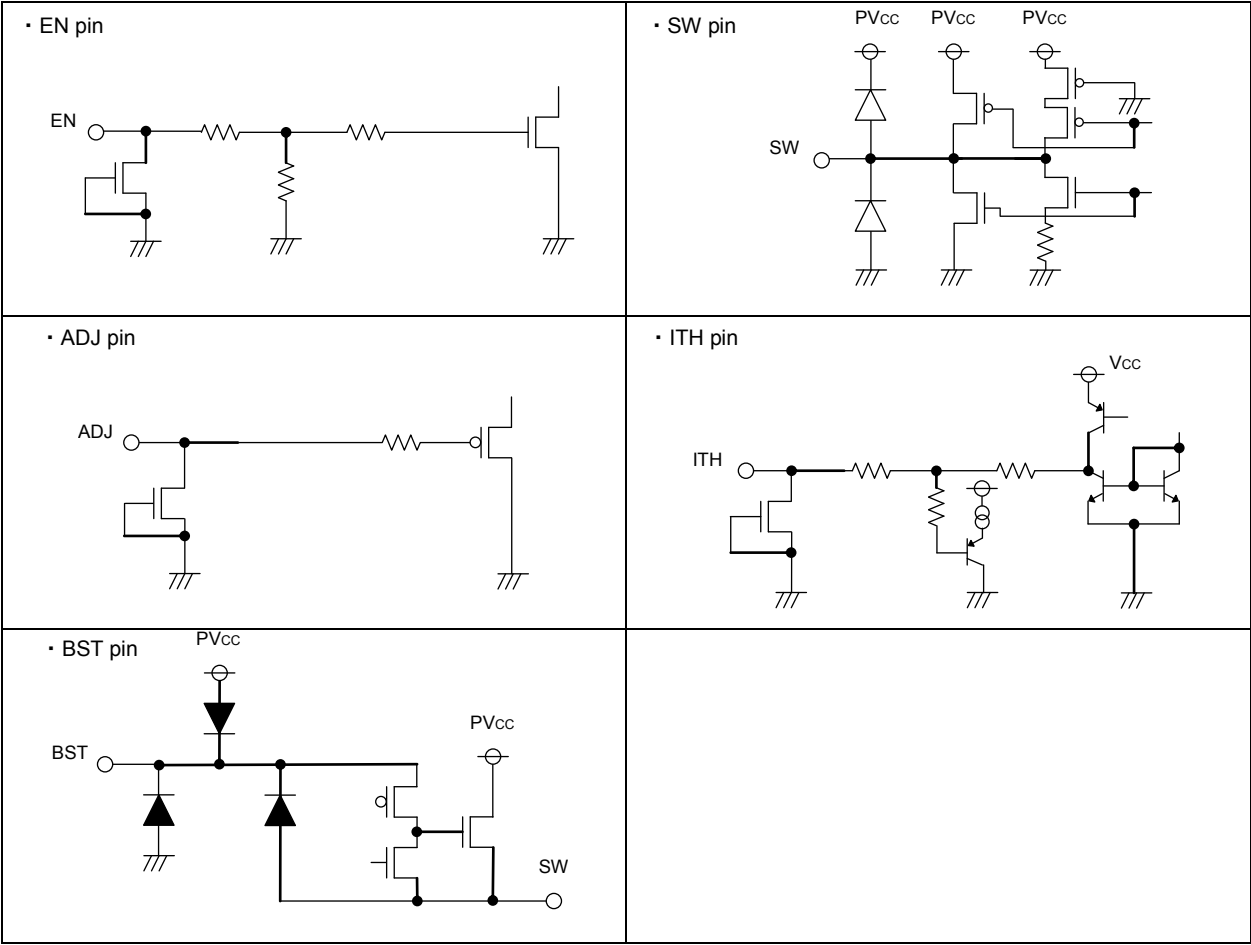 ・EN pin
EN
・SW pin
PVcc PVcc PVcc
SW
・ADJ pin
ADJ
・ITH pin
Vcc
ITH
・BST pin
PVcc
PVcc
BST
SW